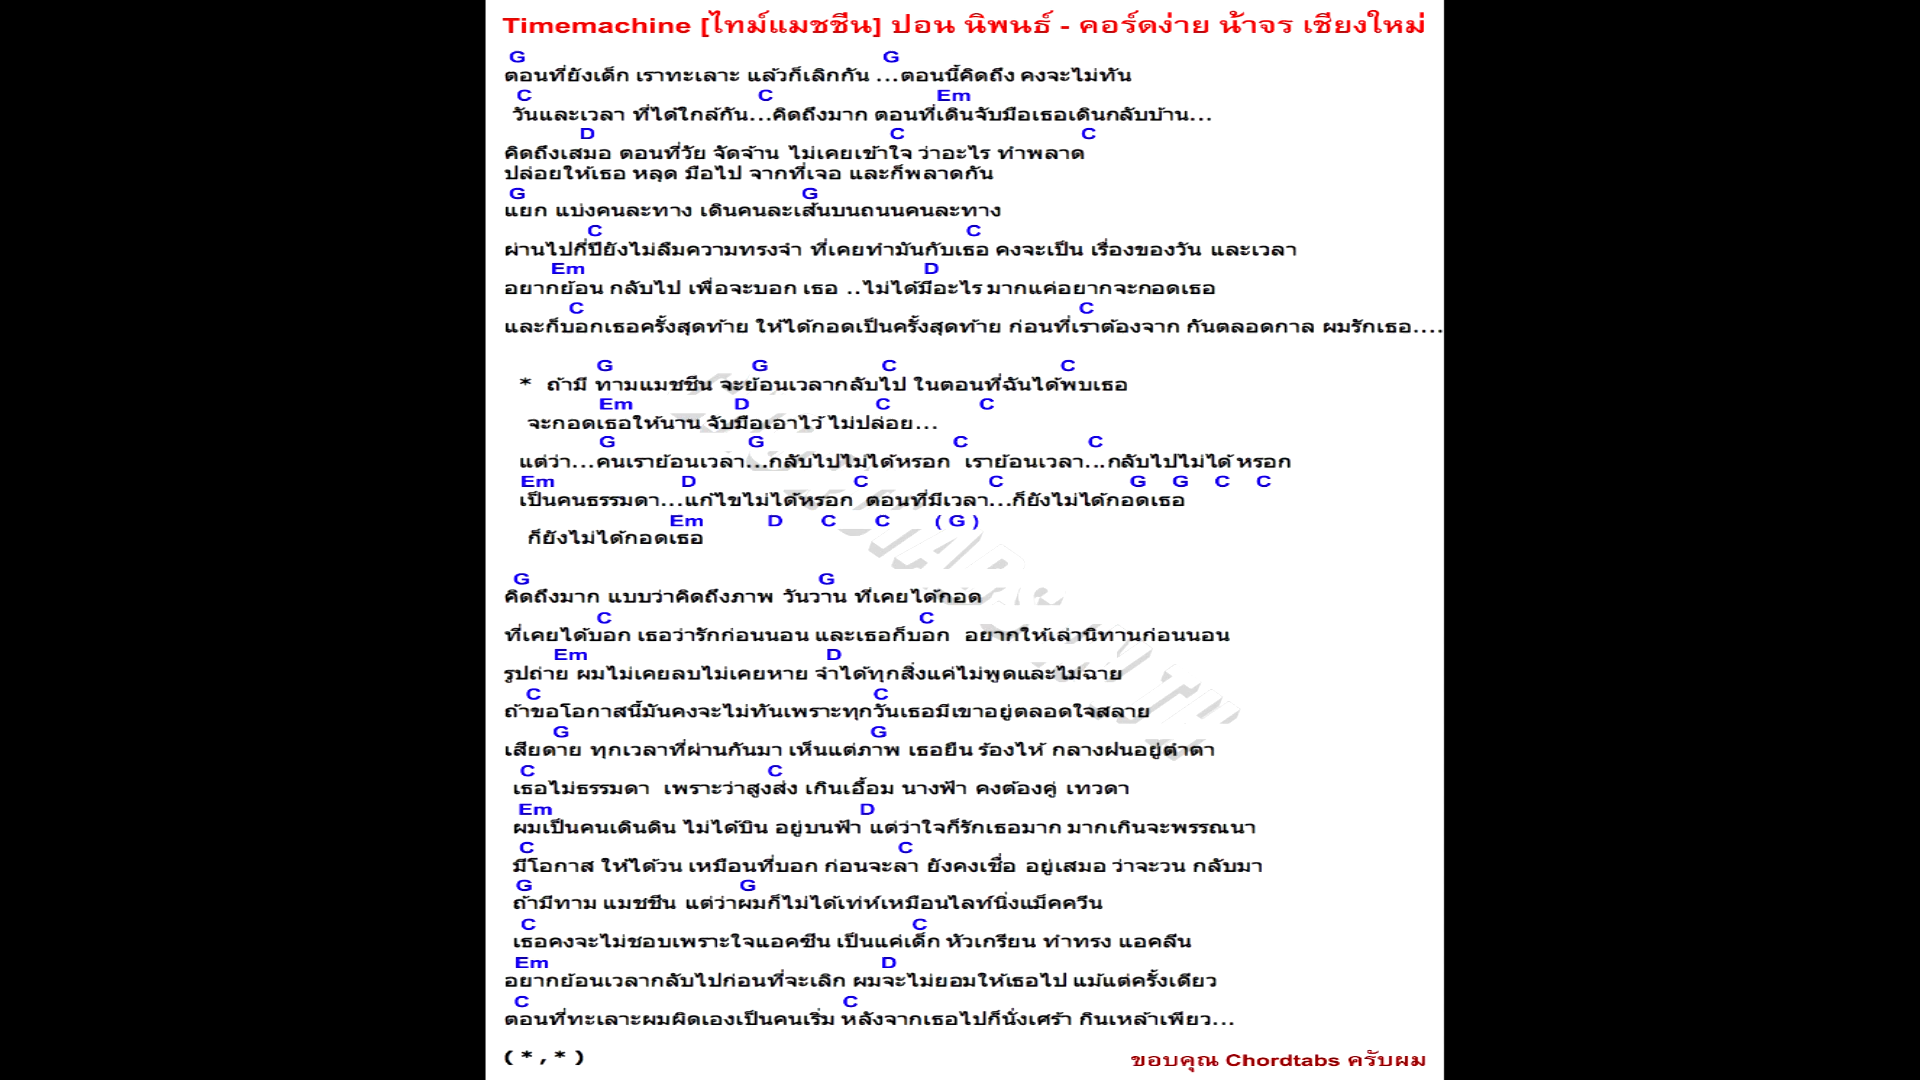 Timemachine [ไทม์แมชชีน] ปอน นิพนธ์ - คอร์ดง่าย น้าจร เชียงใหม่
G G
ตอนที่ยังเด็ก เราทะเลาะ แล้วก็เลิกกัน ...ตอนนี้คิดถึง คงจะไม่ทัน
C C Em
วันและเวลา ที่ได้ใกล้กัน...คิดถึงมาก ตอนที่เดินจับมือเธอเดินกลับบ้าน...
D C C
คิดถึงเสมอ ตอนที่วัย จัดจ้าน ไม่เคยเข้าใจ ว่าอะไร ทำพลาด
ปล่อยให้เธอ หลุด มือไป จากที่เจอ และก็พลาดกัน
G G
แยก แบ่งคนละทาง เดินคนละเส้นบนถนนคนละทาง
C C
ผ่านไปกี่ปียังไม่ลืมความทรงจำ ที่เคยทำมันกับเธอ คงจะเป็น เรื่องของวัน และเวลา
Em D
อยากย้อน กลับไป เพื่อจะบอก เธอ ..ไม่ได้มีอะไร มากแค่อยากจะกอดเธอ
C C
และก็บอกเธอครั้งสุดท้าย ให้ได้กอดเป็นครั้งสุดท้าย ก่อนที่เราต้องจาก กันตลอดกาล ผมรักเธอ....
G G C C
* ถ้ามี ทามแมชชีน จะย้อนเวลากลับไป ในตอนที่ฉันได้พบเธอ
Em D C C
จะกอดเธอให้นาน จับมือเอาไว้ ไม่ปล่อย...
G G C C
แต่ว่า...คนเราย้อนเวลา...กลับไปไม่ได้หรอก เราย้อนเวลา...กลับไปไม่ได้ หรอก
Em D C C G G C C
เป็นคนธรรมดา...แก้ไขไม่ได้หรอก ตอนที่มีเวลา...ก็ยังไม่ได้กอดเธอ
Em D C C ( G )
ก็ยังไม่ได้กอดเธอ
G G
คิดถึงมาก แบบว่าคิดถึงภาพ วันวาน ที่เคยได้กอด
C C
ที่เคยได้บอก เธอว่ารักก่อนนอน และเธอก็บอก อยากให้เล่านิทานก่อนนอน
Em D
รูปถ่าย ผมไม่เคยลบไม่เคยหาย จำได้ทุกสิ่งแค่ไม่พูดและไม่ฉาย
C C
ถ้าขอโอกาสนี้มันคงจะไม่ทันเพราะทุกวันเธอมีเขาอยู่ตลอดใจสลาย
G G
เสียดาย ทุกเวลาที่ผ่านกันมา เห็นแต่ภาพ เธอยืน ร้องไห้ กลางฝนอยู่ตำตา
C C
เธอไม่ธรรมดา เพราะว่าสูงส่ง เกินเอื้อม นางฟ้า คงต้องคู่ เทวดา
Em D
ผมเป็นคนเดินดิน ไม่ได้บิน อยู่บนฟ้า แต่ว่าใจก็รักเธอมาก มากเกินจะพรรณนา
C C
มีโอกาส ให้ได้วน เหมือนที่บอก ก่อนจะลา ยังคงเชื่อ อยู่เสมอ ว่าจะวน กลับมา
G G
ถ้ามีทาม แมชชีน แต่ว่าผมก็ไม่ได้เท่ห์เหมือนไลท์นิ่งแม็คควีน
C C
เธอคงจะไม่ชอบเพราะใจแอคซีน เป็นแค่เด็ก หัวเกรียน ทำทรง แอคลีน
Em D
อยากย้อนเวลากลับไปก่อนที่จะเลิก ผมจะไม่ยอมให้เธอไป แม้แต่ครั้งเดียว
C C
ตอนที่ทะเลาะผมผิดเองเป็นคนเริ่ม หลังจากเธอไปก็นั่งเศร้า กินเหล้าเพียว...
( * , * )
ขอบคุณ Chordtabs ครับผม